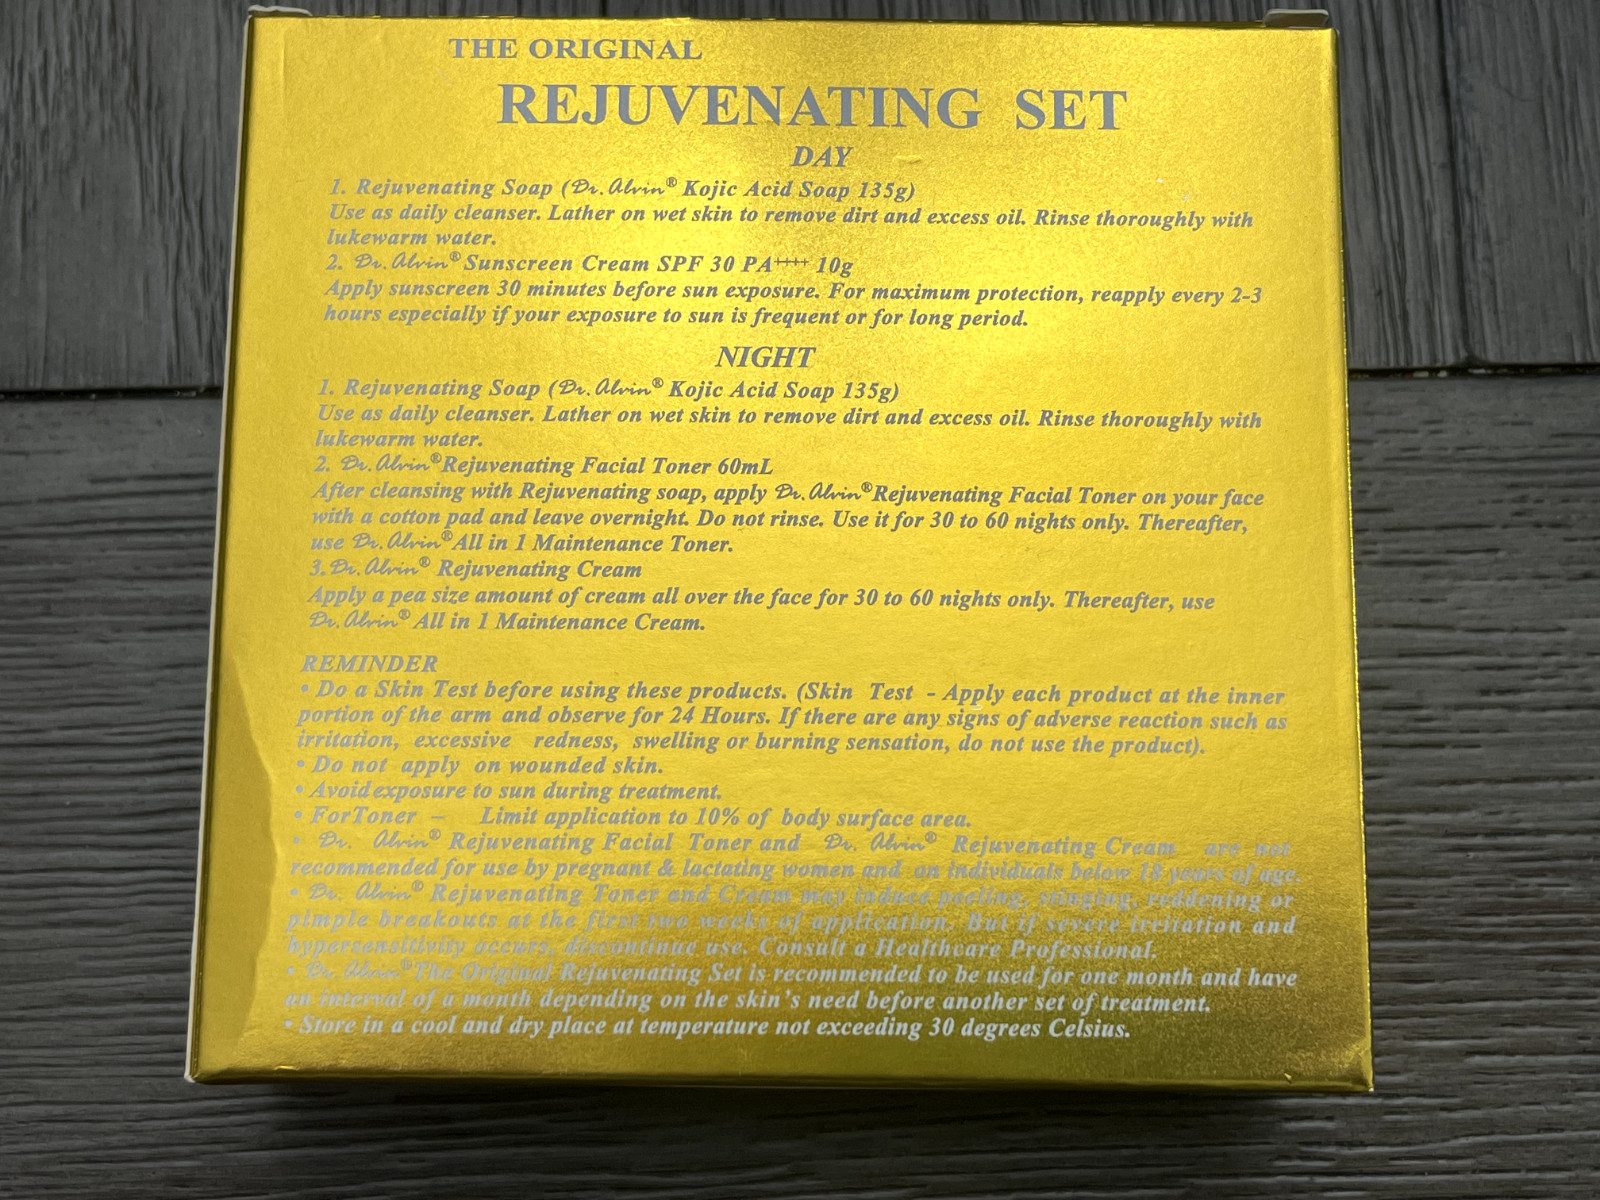 THE ORIGINAL
REJUVENATING SET
DAY
1. Rejuvenating Soap (Dr. Alvin® Kojic Acid Soap 135g)
Use as daily cleanser. Lather on wet skin to remove dirt and excess oil. Rinse thoroughly with
lukewarm water.
2. Dr. Alvin® Sunscreen Cream SPF 30 PA++++ 10g
Apply sunscreen 30 minutes before sun exposure. For maximum protection, reapply every 2-3
hours especially if your exposure to sun is frequent or for long period.
NIGHT
1. Rejuvenating Soap (Dr. Alvin® Kojic Acid Soap 135g)
Use as daily cleanser. Lather on wet skin to remove dirt and excess oil. Rinse thoroughly with
lukewarm water.
2. Dr. Alvin® Rejuvenating Facial Toner 60mL
After cleansing with Rejuvenating soap, apply Dr. Alvin® Rejuvenating Facial Toner on your face
with a cotton pad and leave overnight. Do not rinse. Use it for 30 to 60 nights only. Thereafter,
use Dr. Alvin® All in 1 Maintenance Toner.
3. Dr. Alvin® Rejuvenating Cream
Apply a pea size amount of cream all over the face for 30 to 60 nights only. Thereafter, use
Dr. Alvin® All in 1 Maintenance Cream.
REMINDER
• Do a Skin Test before using these products. (Skin Test - Apply each product at the inner
portion of the arm and observe for 24 Hours. If there are any signs of adverse reaction such as
irritation, excessive redness, swelling or burning sensation, do not use the product).
• Do not apply on wounded skin.
• Avoid exposure to sun during treatment.
• For Toner – Limit application to 10% of body surface area.
• Dr. Alvin® Rejuvenating Facial Toner and Dr. Alvin® Rejuvenating Cream are not
recommended for use by pregnant & lactating women and on individuals below 18 years of age.
• Dr. Alvin® Rejuvenating Toner and Cream may induce peeling, stinging, reddening or
pimple breakouts at the first two weeks of application. But if severe irritation and
hypersensitivity occurs, discontinue use. Consult a Healthcare Professional.
• Dr. Alvin® The Original Rejuvenating Set is recommended to be used for one month and have
an interval of a month depending on the skin's need before another set of treatment.
• Store in a cool and dry place at temperature not exceeding 30 degrees Celsius.